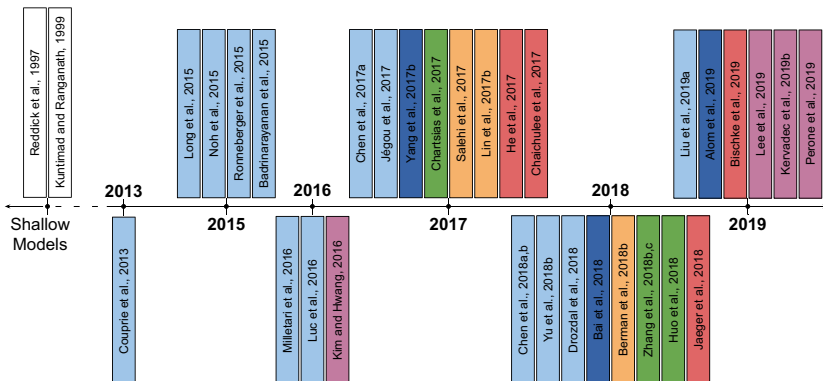 Reddick et al., 1997
Kuntimad and Ranganath, 1999
Long et al., 2015
Noh et al., 2015
Ronneberger et al., 2015
Badrinarayanan et al., 2015
Chen et al., 2017a
Jégou et al., 2017
Yang et al., 2017b
Chartsias et al., 2017
Salehi et al., 2017
Lin et al., 2017b
He et al., 2017
Chaichulee et al., 2017
Liu et al., 2019a
Alom et al., 2019
Bischke et al., 2019
Lee et al., 2019
Kervadec et al., 2019b
Perone et al., 2019
2013
2016
2018
Shallow
Models
2015
2017
2019
Couprie et al., 2013
Milletari et al., 2016
Luc et al., 2016
Kim and Hwang, 2016
Chen et al., 2018a,b
Yu et al., 2018b
Drozdal et al., 2018
Bai et al., 2018
Berman et al., 2018b
Zhang et al., 2018b,c
Huo et al., 2018
Jaeger et al., 2018